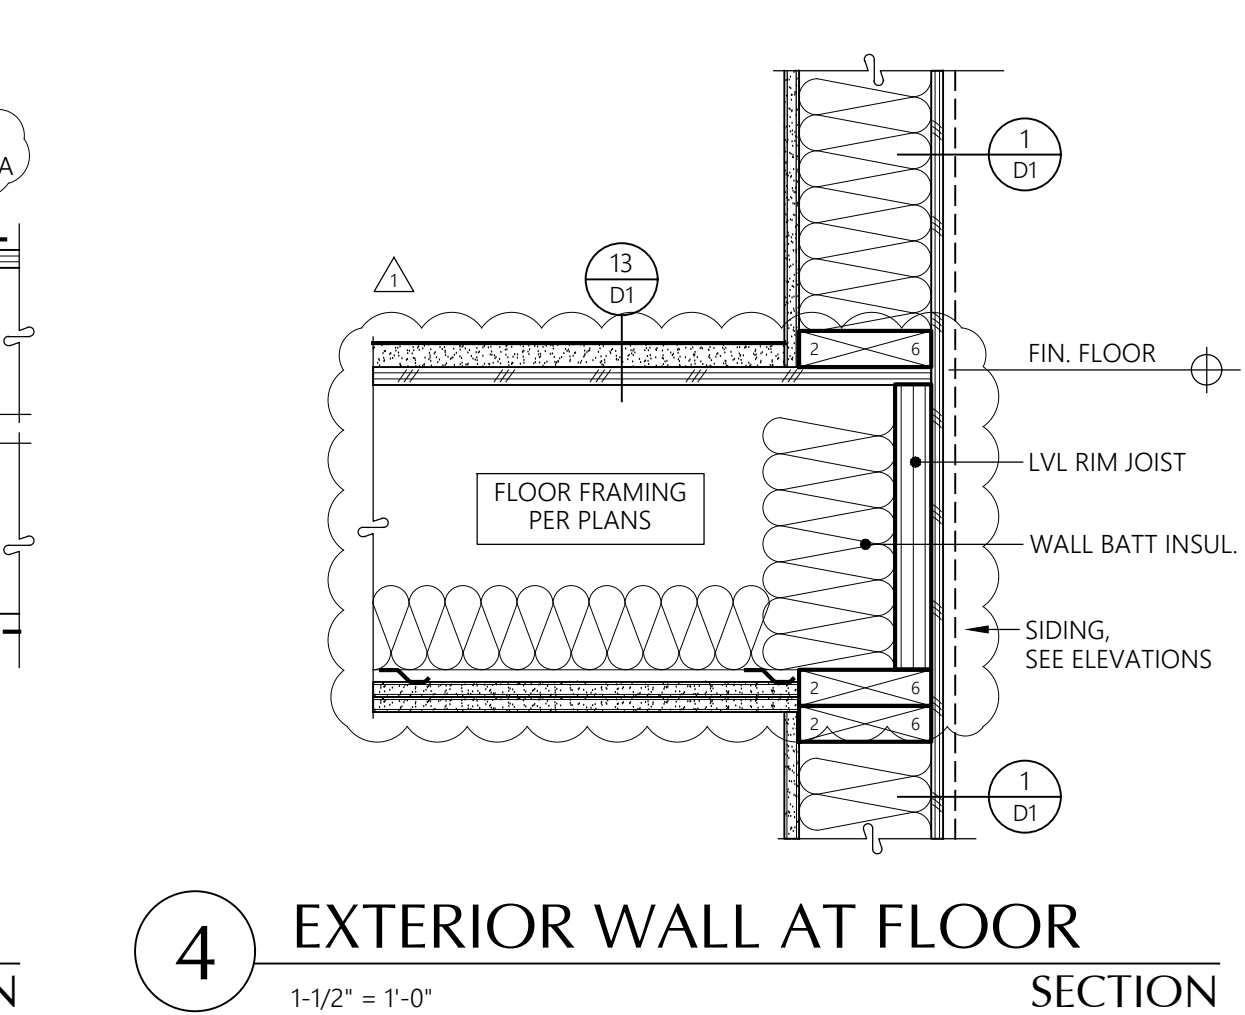 A
1
D1
13
D1
1
2 6
FIN. FLOOR
LVL RIM JOIST
FLOOR FRAMING
PER PLANS
WALL BATT INSUL.
SIDING,
SEE ELEVATIONS
2 6
2 6
1
D1
4
EXTERIOR WALL AT FLOOR
1-1/2" = 1'-0"
SECTION
N